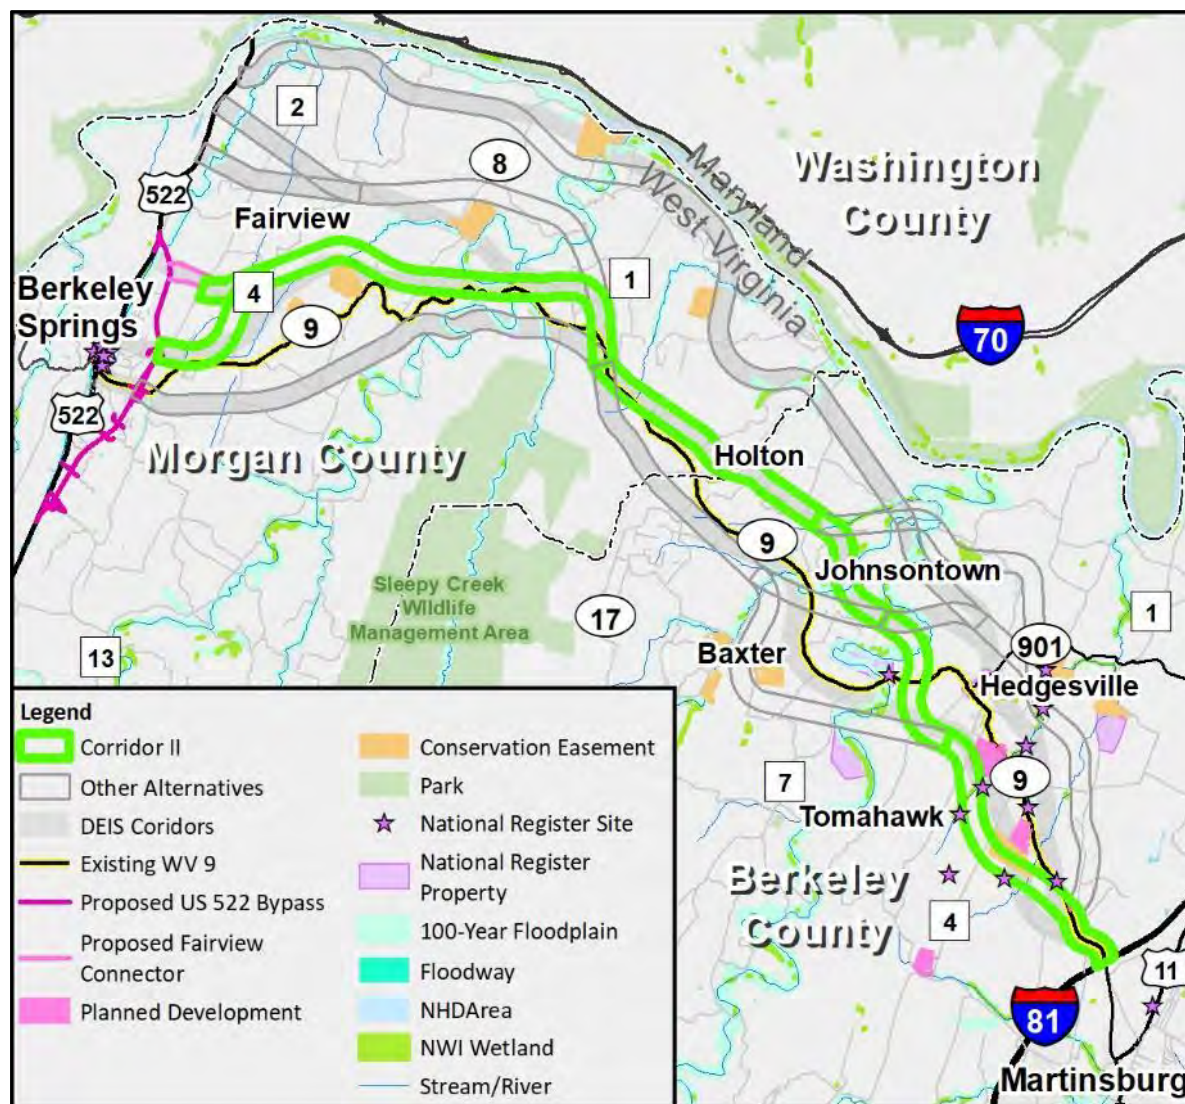 2
8
Maryland
West Virginia
Washington
County
522
Fairview
Berkeley
Springs
4
1
9
70
522
Morgan County
Holton
9
Johnsontown
Sleepy Creek
Wildlife
Management Area
17
1
13
Baxter
901
Hedgesville
7
9
Tomahawk
Berkeley
County
4
11
81
Martinsburg
Legend
Corridor II
Other Alternatives
DEIS Coridors
Existing WV 9
Proposed US 522 Bypass
Proposed Fairview
Connector
Planned Development
Conservation Easement
Park
National Register Site
National Register
Property
100-Year Floodplain
Floodway
NHDArea
NWI Wetland
Stream/River